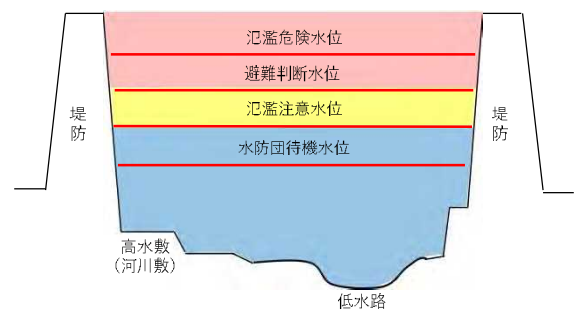 氾濫危険水位
避難判断水位
氾濫注意水位
水防団待機水位
堤防
堤防
高水敷
（河川敷）
低水路